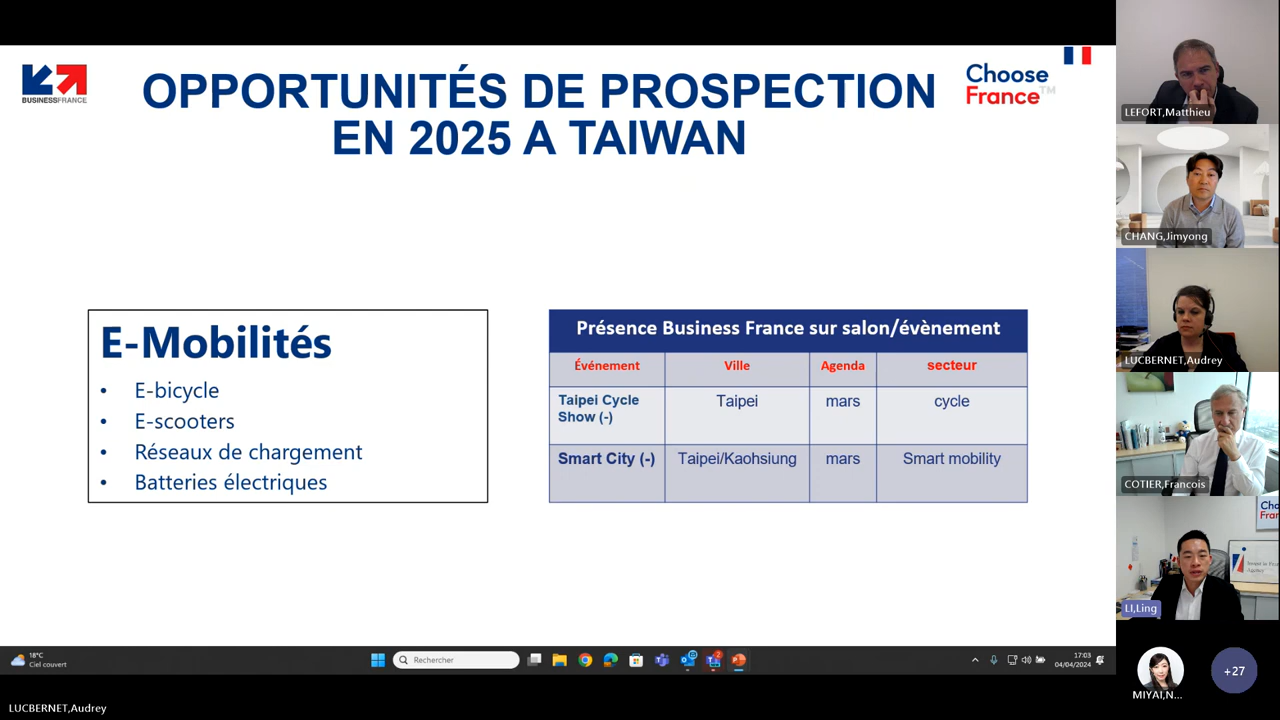 BUSINESSFRANCE
OPPORTUNITÉS DE PROSPECTION
EN 2025 A TAIWAN
Choose
France™
E-Mobilités
• E-bicycle
• E-scooters
• Réseaux de chargement
• Batteries électriques
Présence Business France sur salon/évènement
Événement Ville Agenda secteur
Taipei Cycle
Show (-) Taipei mars cycle
Smart City (-) Taipei/Kaohsiung mars Smart mobility
LEFORT,Matthieu
CHANG,Jimyong
LUCBERNET,Audrey
COTIER,Francois
LI,Ling
MIYAI,N...
+27
18°C
Ciel couvert
Rechercher
17:03
04/04/2024
LUCBERNET,Audrey